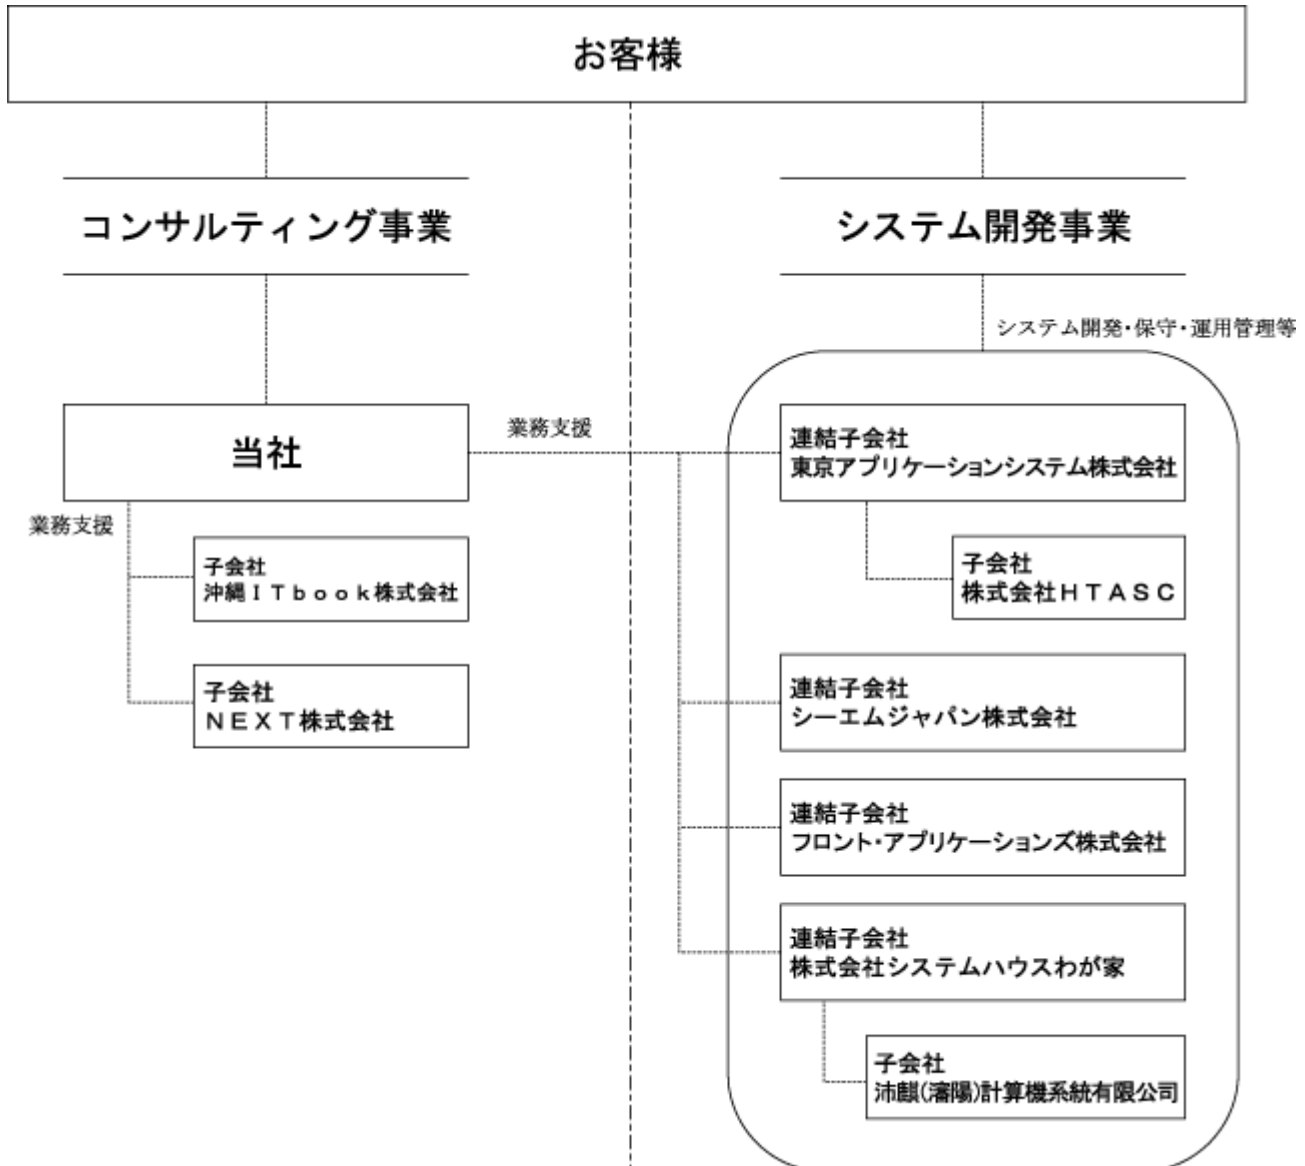 お客様
コンサルティング事業
システム開発事業
システム開発・保守・運用管理等
当社
業務支援
業務支援
子会社
沖縄ITbook株式会社
子会社
NEXT株式会社
連結子会社
東京アプリケーションシステム株式会社
子会社
株式会社HTASC
連結子会社
シーエムジャパン株式会社
連結子会社
フロント・アプリケーションズ株式会社
連結子会社
株式会社システムハウスわが家
子会社
沛麒(瀋陽)計算機系統有限公司